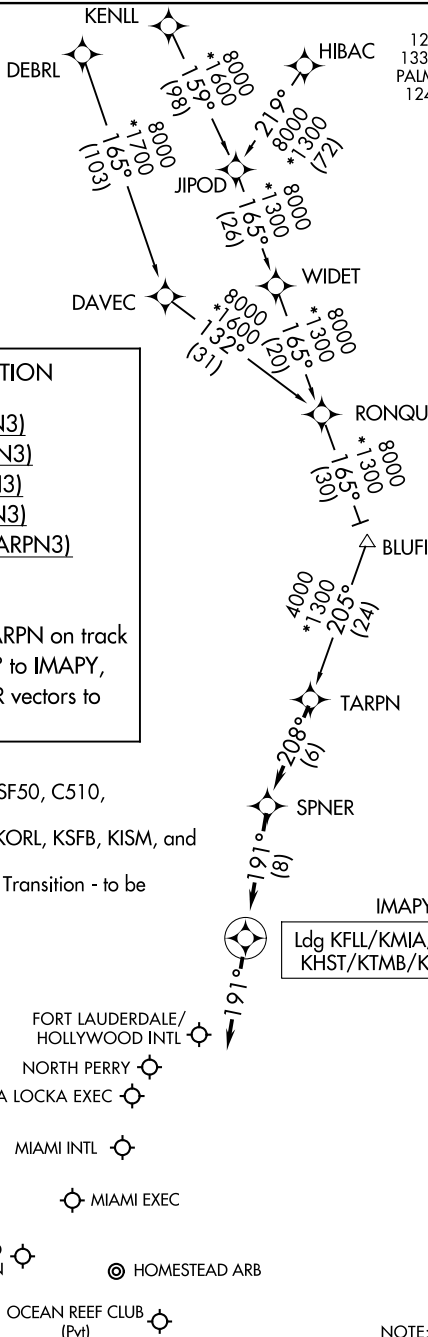 KENLL
DEBRL
HIBAC
12
133
PALM
124
8000
*1600
159°
(98)
219°
8000
*1300
(72)
8000
*1700
165°
(103)
JIPOD
8000
*1300
165°
(26)
WIDET
DAVEC
8000
*1600
132°
(31)
8000
*1300
165°
(20)
RONQU
TION
N3)
N3)
N3)
N3)
ARPN3)
8000
*1300
165°
(30)
BLUFI
4000
*1300
205°
(24)
ARPN on track
P to IMAPY,
R vectors to
TARPN
208°
(6)
SF50, C510,
SPNER
KORL, KSFB, KISM, and
191°
(8)
Transition - to be
IMAPY
Ldg KFLL/KMIA/
KHST/KTMB/K
191°
FORT LAUDERDALE/
HOLLYWOOD INTL
NORTH PERRY
A LOCKA EXEC
MIAMI INTL
MIAMI EXEC
HOMESTEAD ARB
OCEAN REEF CLUB
(Pvt)
NOTE: